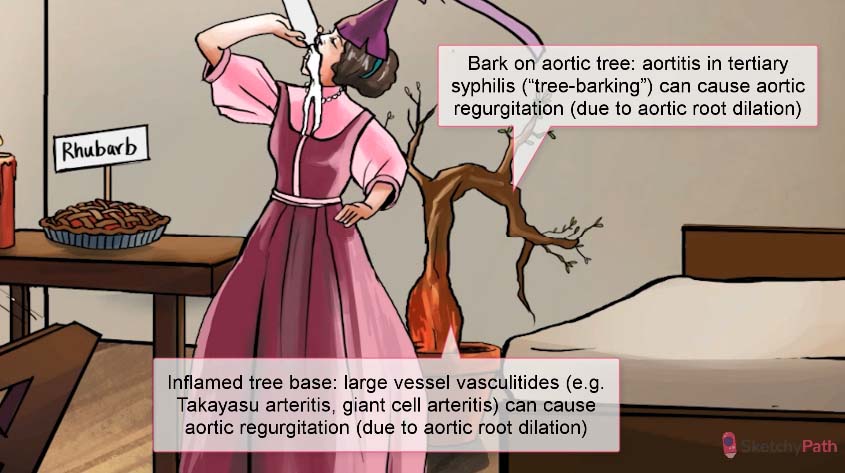 Bark on aortic tree: aortitis in tertiary
syphilis (“tree-barking”) can cause aortic
regurgitation (due to aortic root dilation)
Rhubarb
Inflamed tree base: large vessel vasculitides (e.g.
Takayasu arteritis, giant cell arteritis) can cause
aortic regurgitation (due to aortic root dilation)
SketchyPath